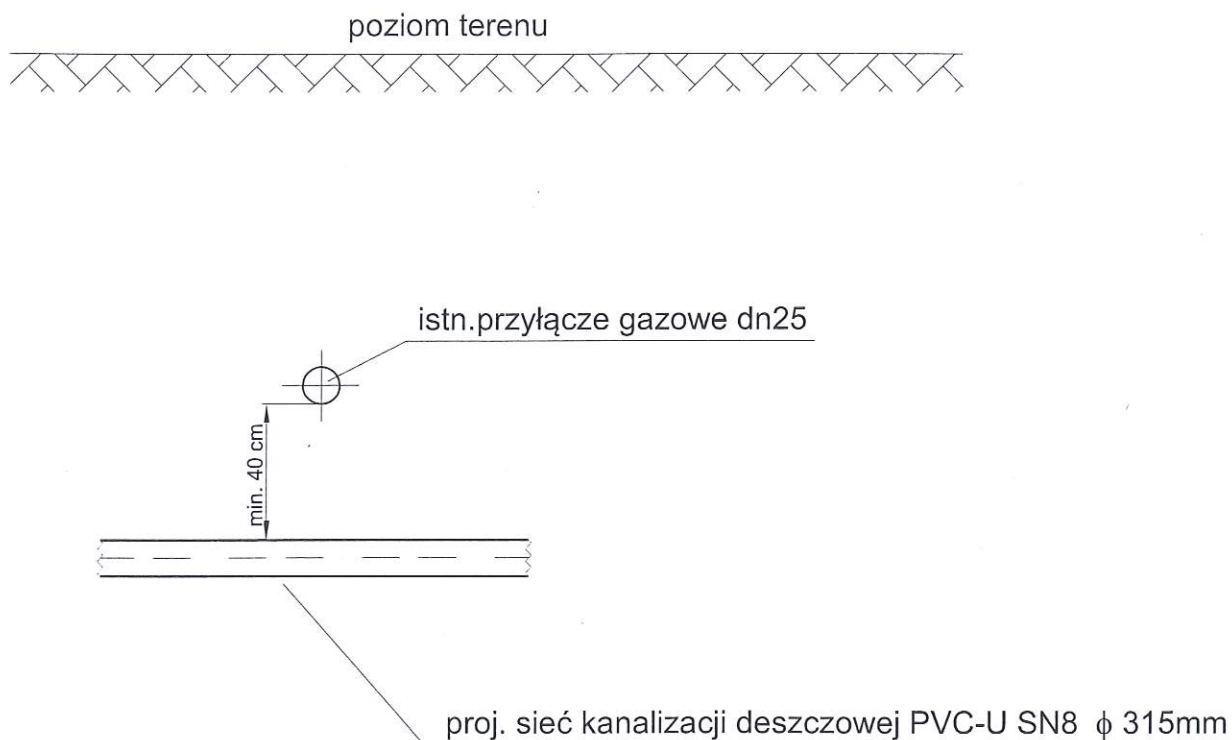 poziom terenu
istn.przyłącze gazowe dn25
min. 40 cm
proj. sieć kanalizacji deszczowej PVC-U SN8 ϕ 315mm